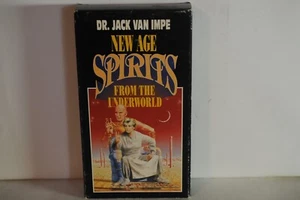 DR. JACK VAN IMPE
NEW AGE
SPIRITS
FROM THE
UNDERWORLD